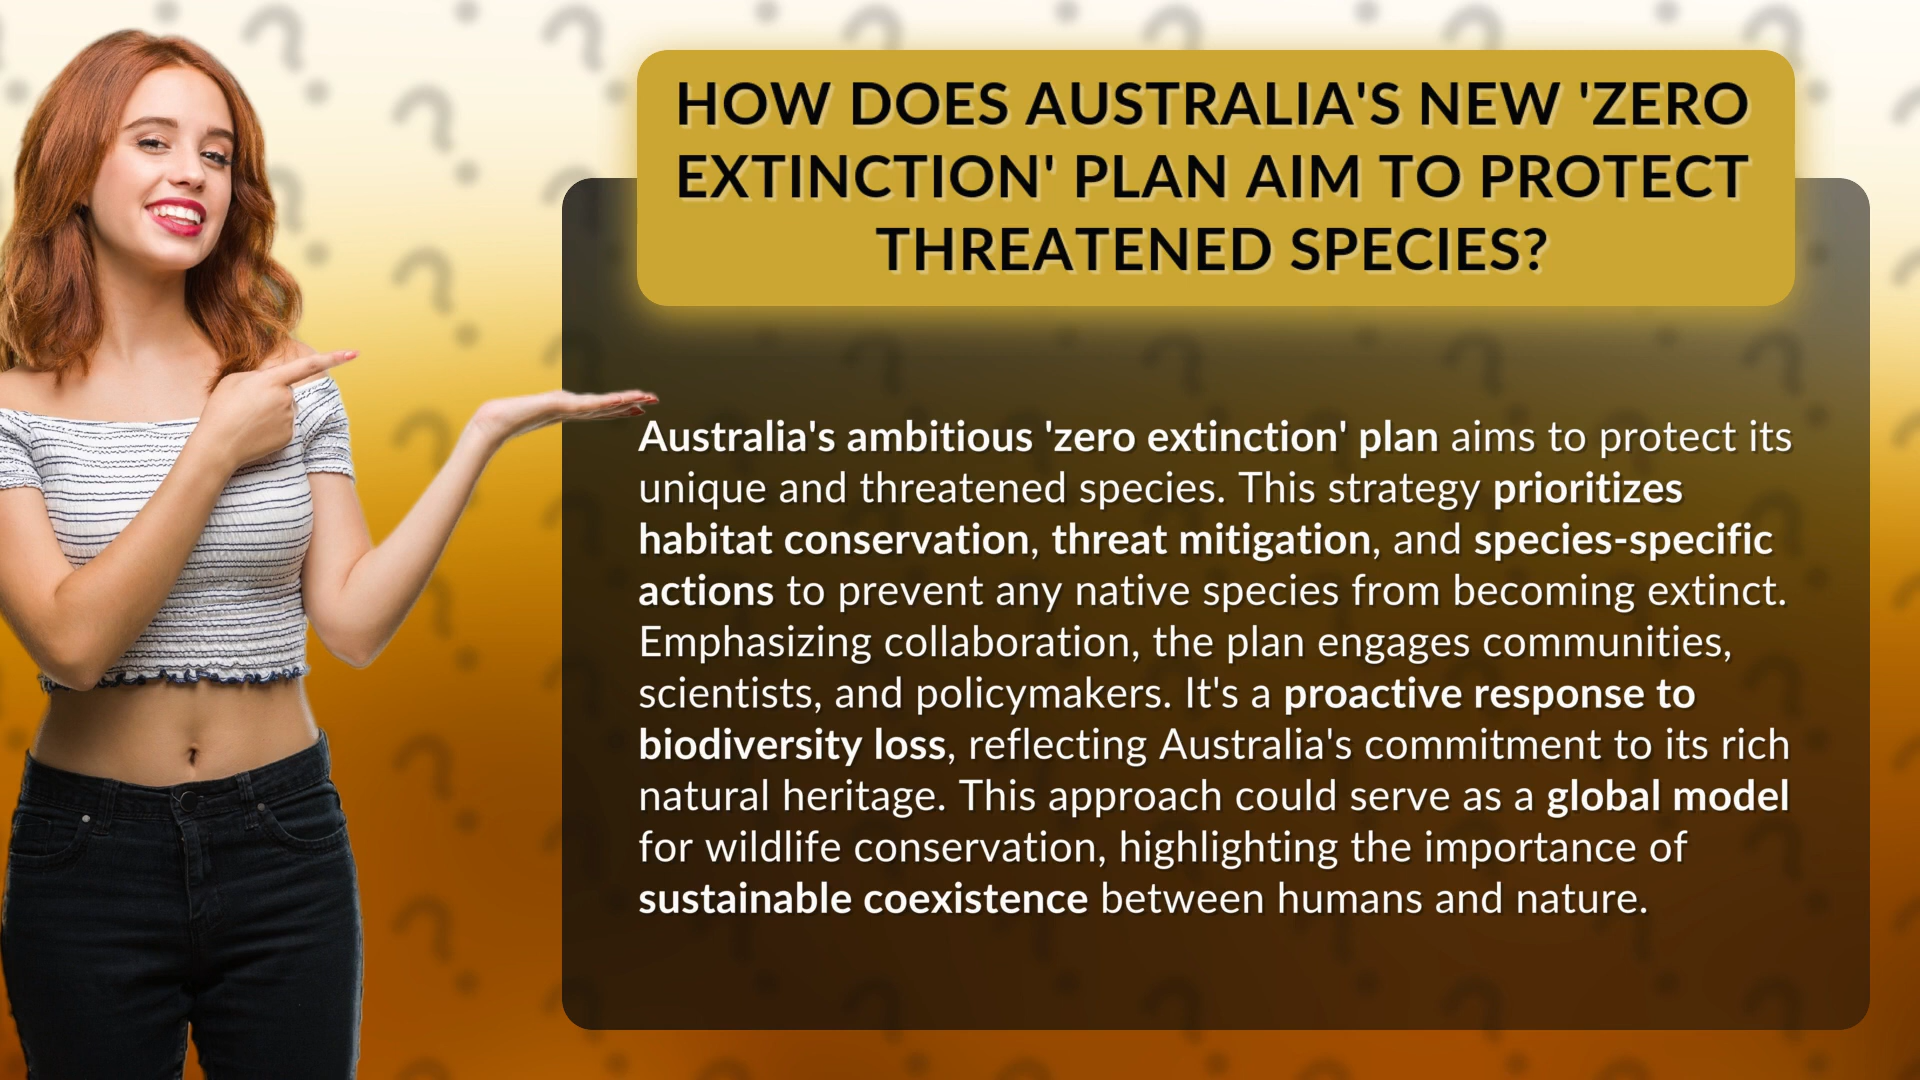 HOW DOES AUSTRALIA'S NEW 'ZERO
EXTINCTION' PLAN AIM TO PROTECT
THREATENED SPECIES?
Australia's ambitious 'zero extinction' plan aims to protect its
unique and threatened species. This strategy prioritizes
habitat conservation, threat mitigation, and species-specific
actions to prevent any native species from becoming extinct.
Emphasizing collaboration, the plan engages communities,
scientists, and policymakers. It's a proactive response to
biodiversity loss, reflecting Australia's commitment to its rich
natural heritage. This approach could serve as a global model
for wildlife conservation, highlighting the importance of
sustainable coexistence between humans and nature.